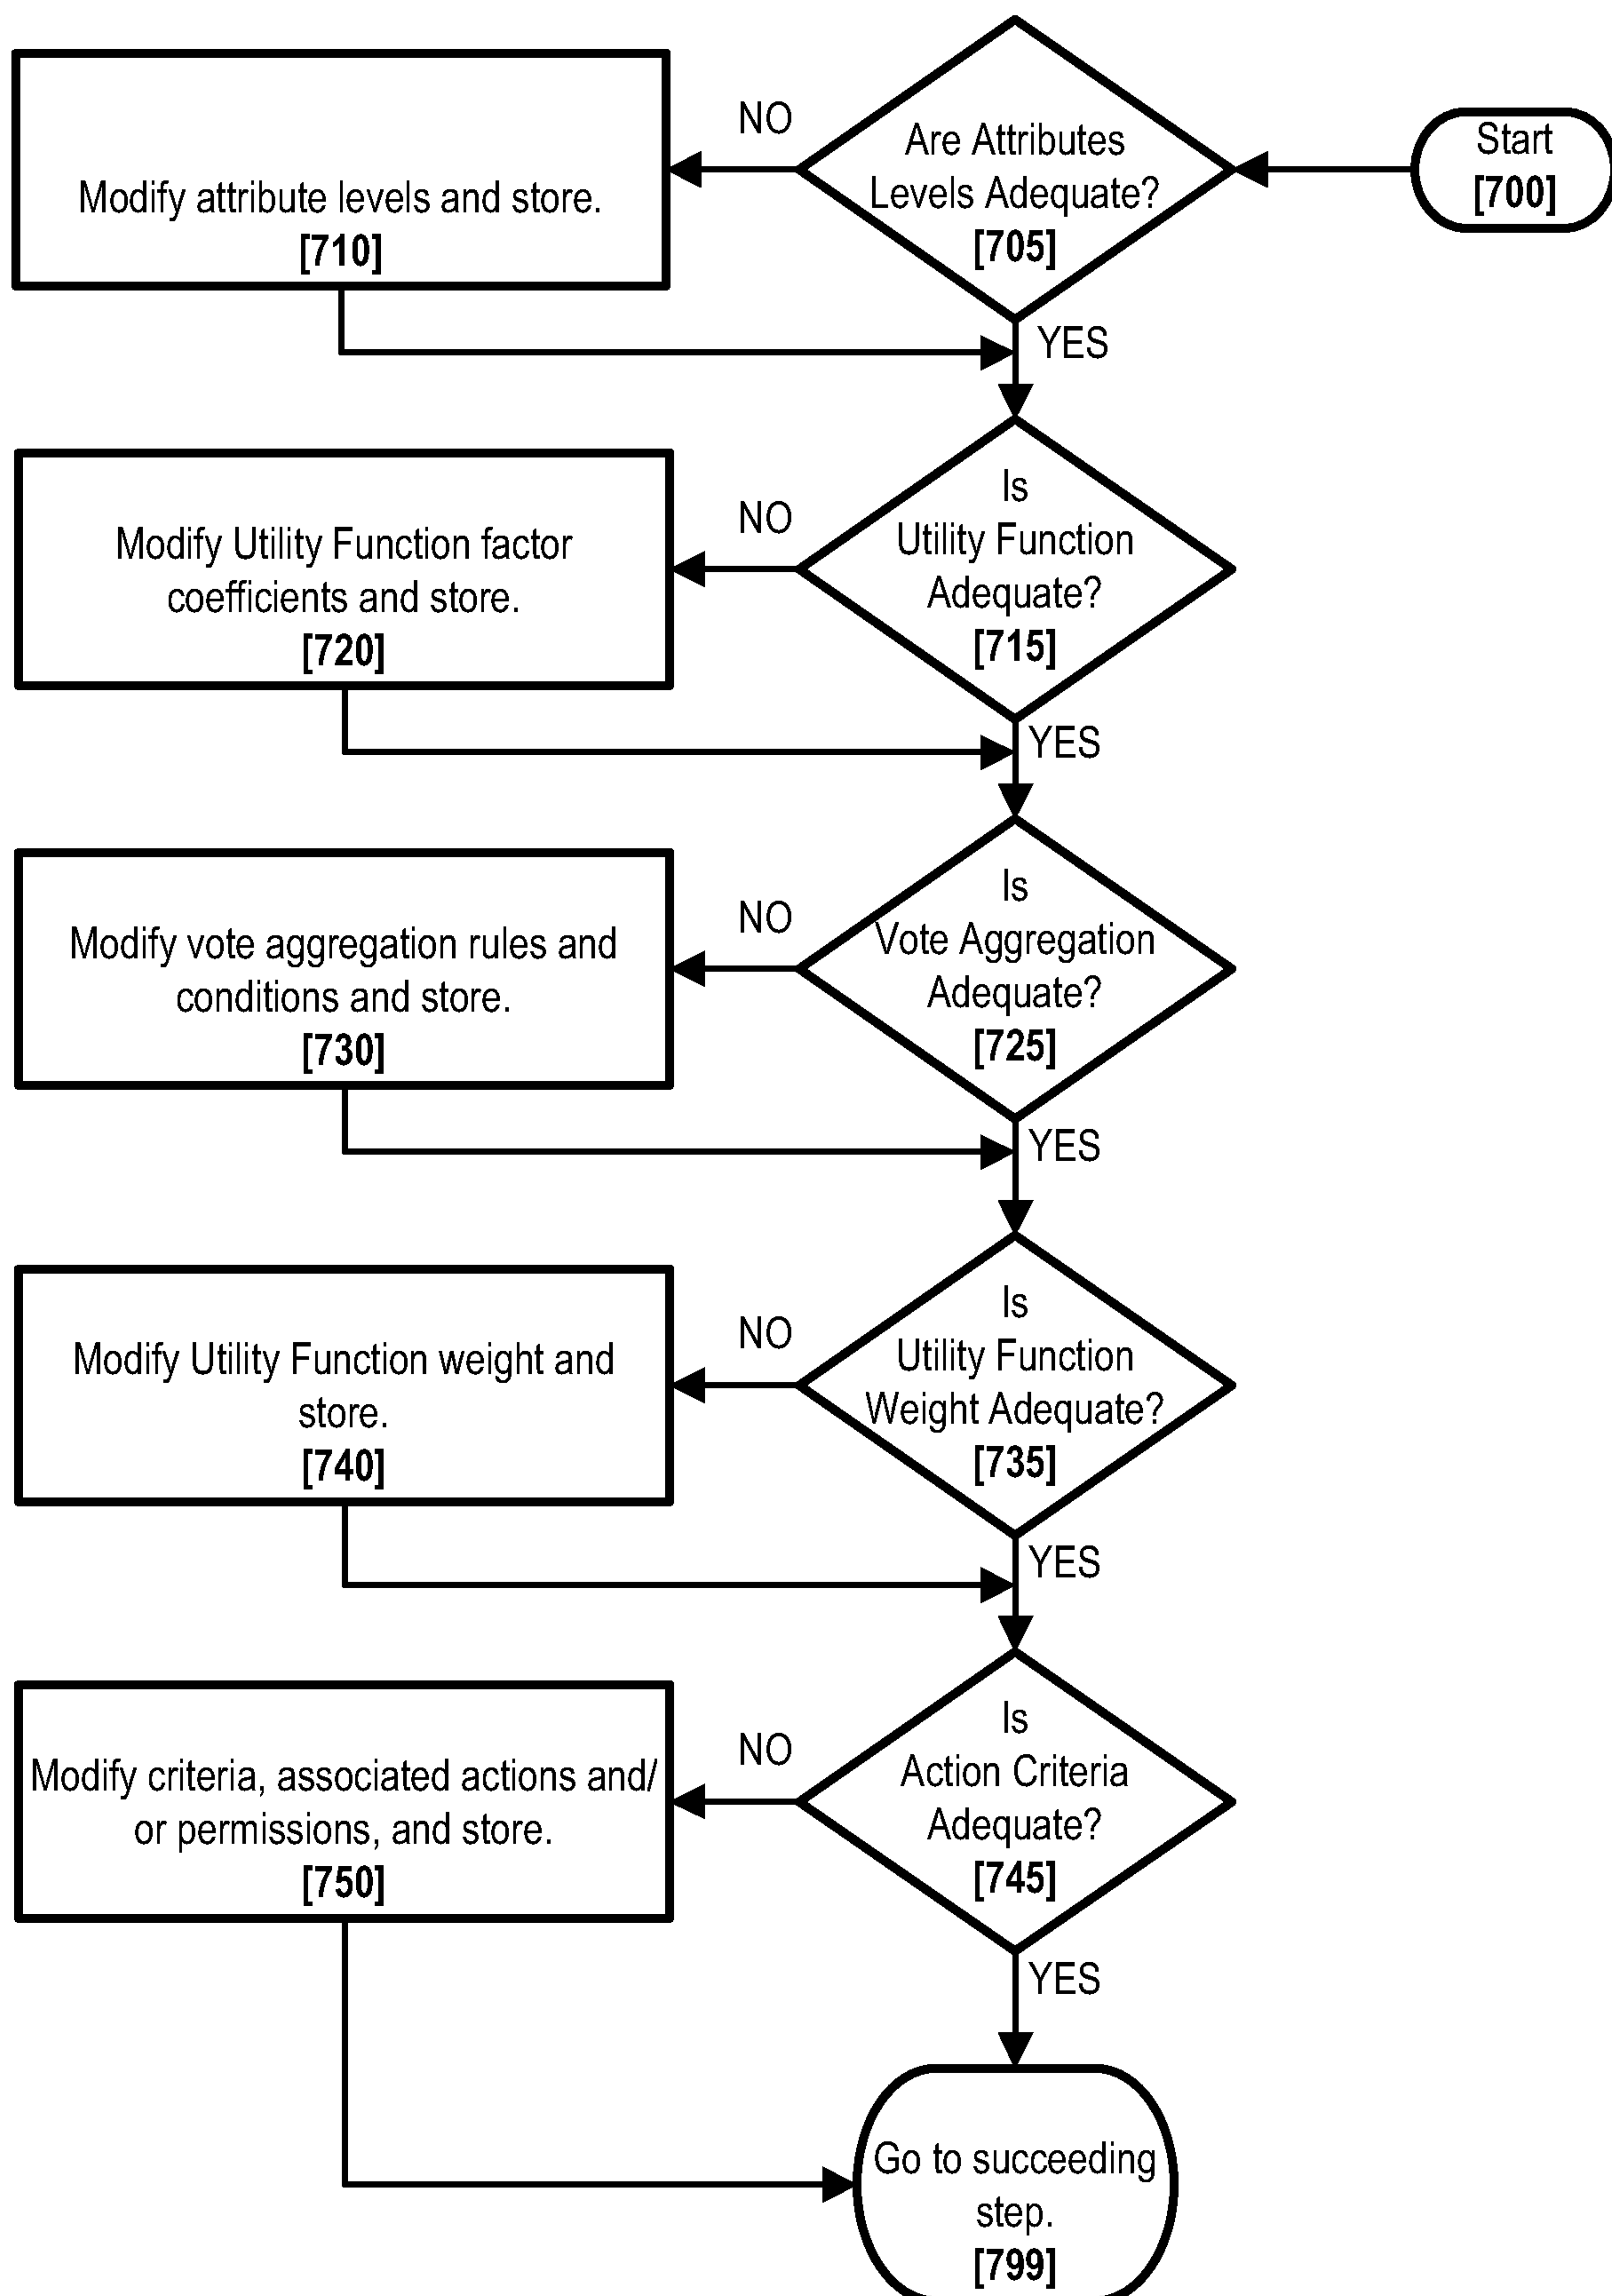 Start
[700]
Are Attributes
Levels Adequate?
[705]
NO
Modify attribute levels and store.
[710]
YES
Is
Utility Function
Adequate?
[715]
NO
Modify Utility Function factor
coefficients and store.
[720]
YES
Is
Vote Aggregation
Adequate?
[725]
NO
Modify vote aggregation rules and
conditions and store.
[730]
YES
Is
Utility Function
Weight Adequate?
[735]
NO
Modify Utility Function weight and
store.
[740]
YES
Is
Action Criteria
Adequate?
[745]
NO
Modify criteria, associated actions and/
or permissions, and store.
[750]
YES
Go to succeeding
step.
[799]